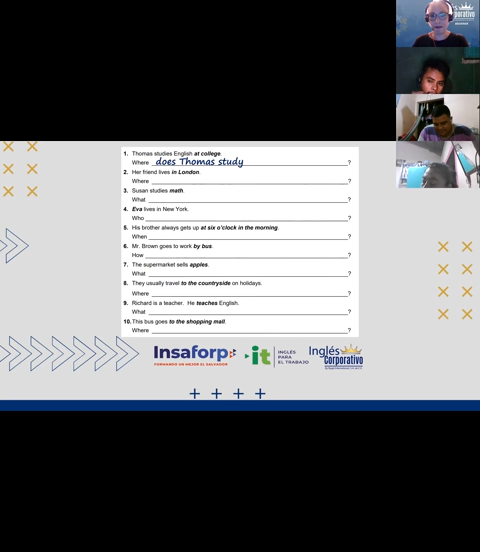 Inglés
Corporativo
1. Thomas studies English at college.
Where does Thomas study ?
2. Her friend lives in London.
Where ?
3. Susan studies math.
What ?
4. Eva lives in New York.
Who ?
5. His brother always gets up at six o'clock in the morning.
When ?
6. Mr. Brown goes to work by bus.
How ?
7. The supermarket sells apples.
What ?
8. They usually travel to the countryside on holidays.
Where ?
9. Richard is a teacher. He teaches English.
What ?
10. This bus goes to the shopping mall.
Where ?
Insaforp
FORMANDO UN MEJOR EL SALVADOR
it
INGLÉS
PARA
EL TRABAJO
Inglés
Corporativo